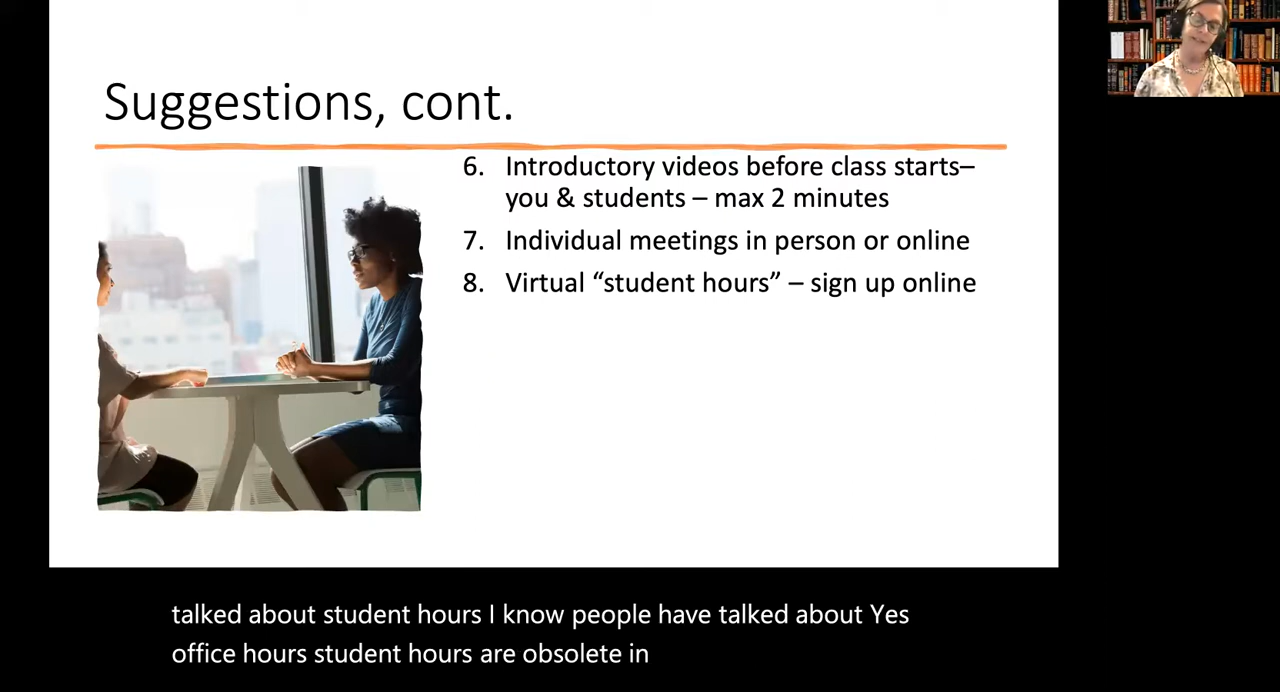 Suggestions, cont.
6. Introductory videos before class starts–
you & students – max 2 minutes
7. Individual meetings in person or online
8. Virtual “student hours” – sign up online
talked about student hours I know people have talked about Yes
office hours student hours are obsolete in